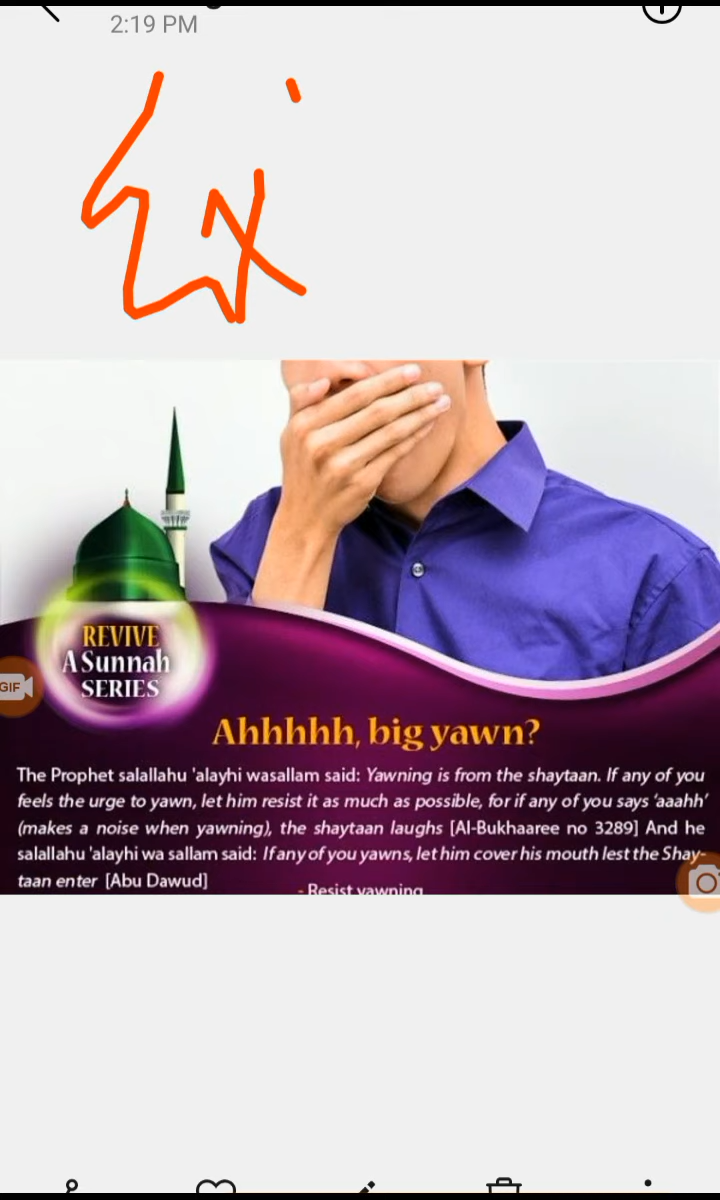 2:19 PM
REVIVE
A Sunnah
SERIES
GIF
Ahhhhh, big yawn?
The Prophet salallahu 'alayhi wasallam said: Yawning is from the shaytaan. If any of you
feels the urge to yawn, let him resist it as much as possible, for if any of you says ‘aaahh’
(makes a noise when yawning), the shaytaan laughs [Al-Bukhaaree no 3289] And he
salallahu 'alayhi wa sallam said: If any of you yawns, let him cover his mouth lest the Shay-
taan enter [Abu Dawud]
- Resist yawning